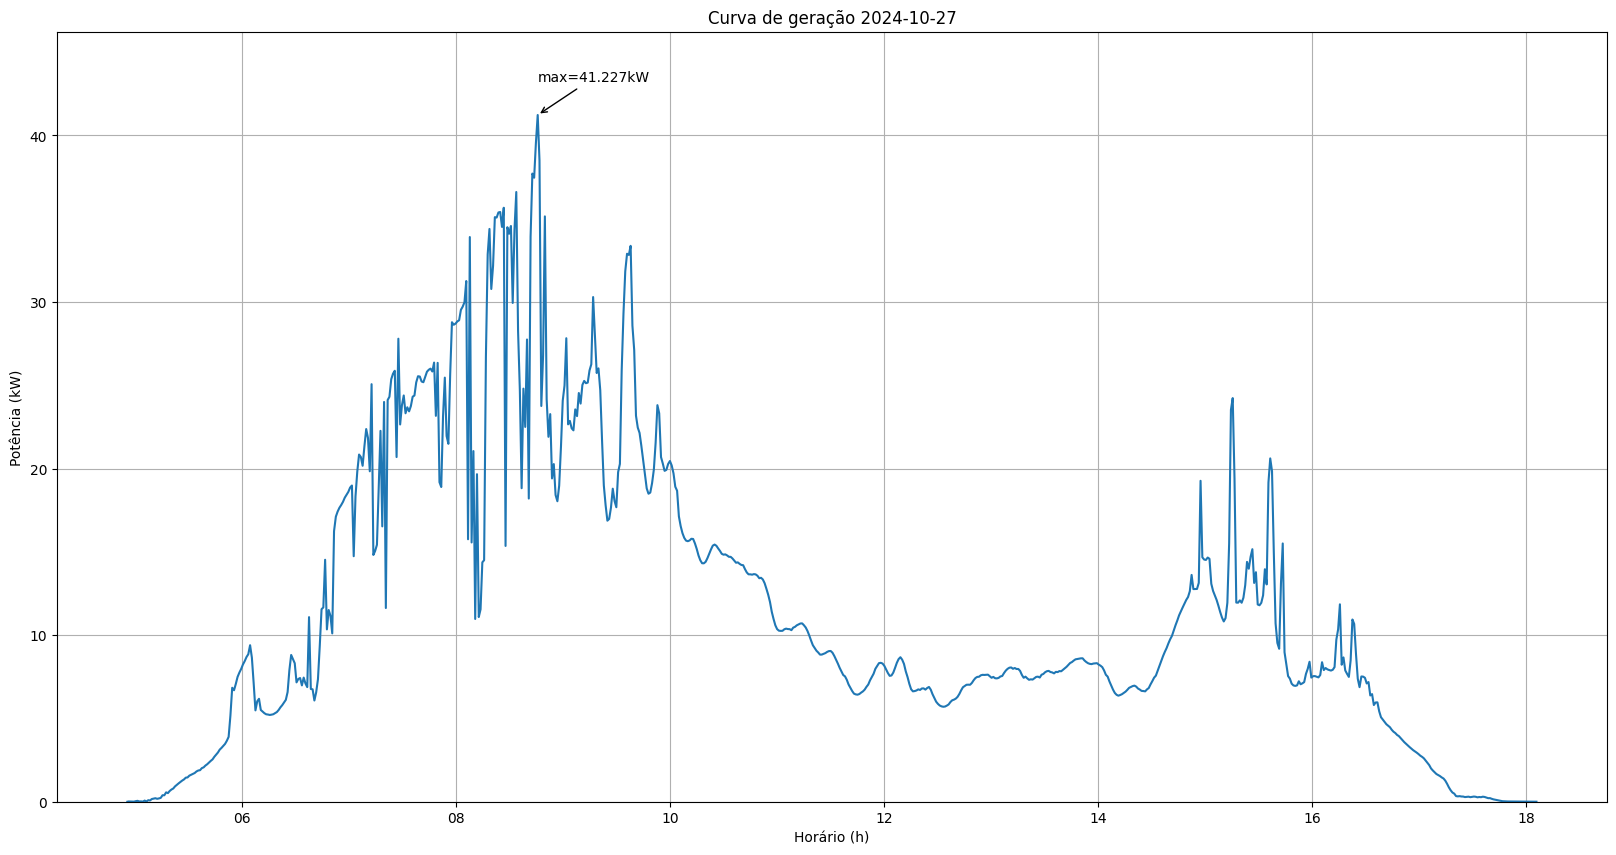 Curva de geração 2024-10-27
max=41.227kW
40
30
20
10
0
Potência (kW)
06 08 10 12 14 16 18
Horário (h)